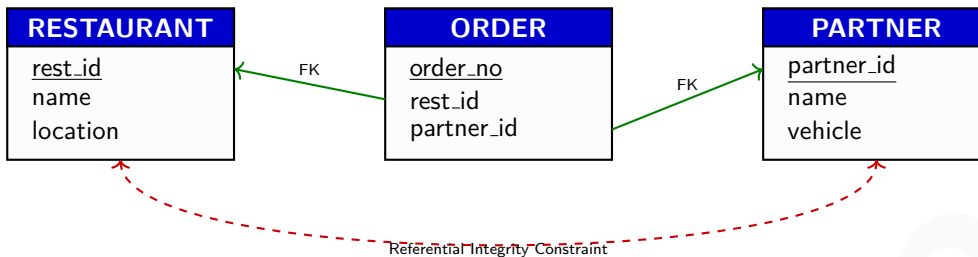 RESTAURANT
rest_id
name
location
FK
ORDER
order_no
rest_id
partner_id
FK
PARTNER
partner_id
name
vehicle
Referential Integrity Constraint